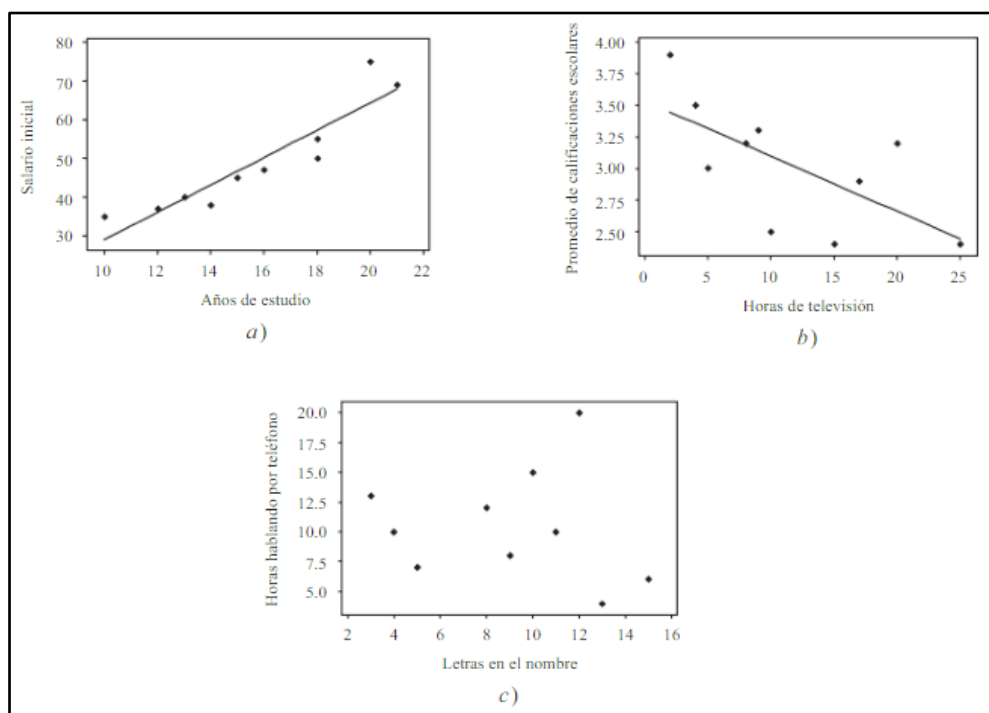 80
70
60
50
40
30
Salario inicial
10 12 14 16 18 20 22
Años de estudio
a)
4.00
3.75
3.50
3.25
3.00
2.75
2.50
Promedio de calificaciones escolares
0 5 10 15 20 25
Horas de televisión
b)
20.0
17.5
15.0
12.5
10.0
7.5
5.0
Horas hablando por teléfono
2 4 6 8 10 12 14 16
Letras en el nombre
c)